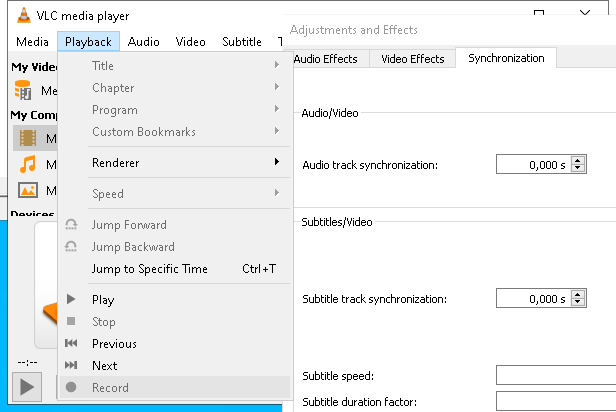 VLC media player
Media Playback Audio Video Subtitle T
My Vide
Me
My Comp
M
M
M
Devices
--:--
Title
Chapter
Program
Custom Bookmarks
Renderer
Speed
Jump Forward
Jump Backward
Jump to Specific Time Ctrl+T
Play
Stop
Previous
Next
Record
Adjustments and Effects
Audio Effects Video Effects Synchronization
Audio/Video
Audio track synchronization: 0,000 s
Subtitles/Video
Subtitle track synchronization: 0,000 s
Subtitle speed:
Subtitle duration factor: